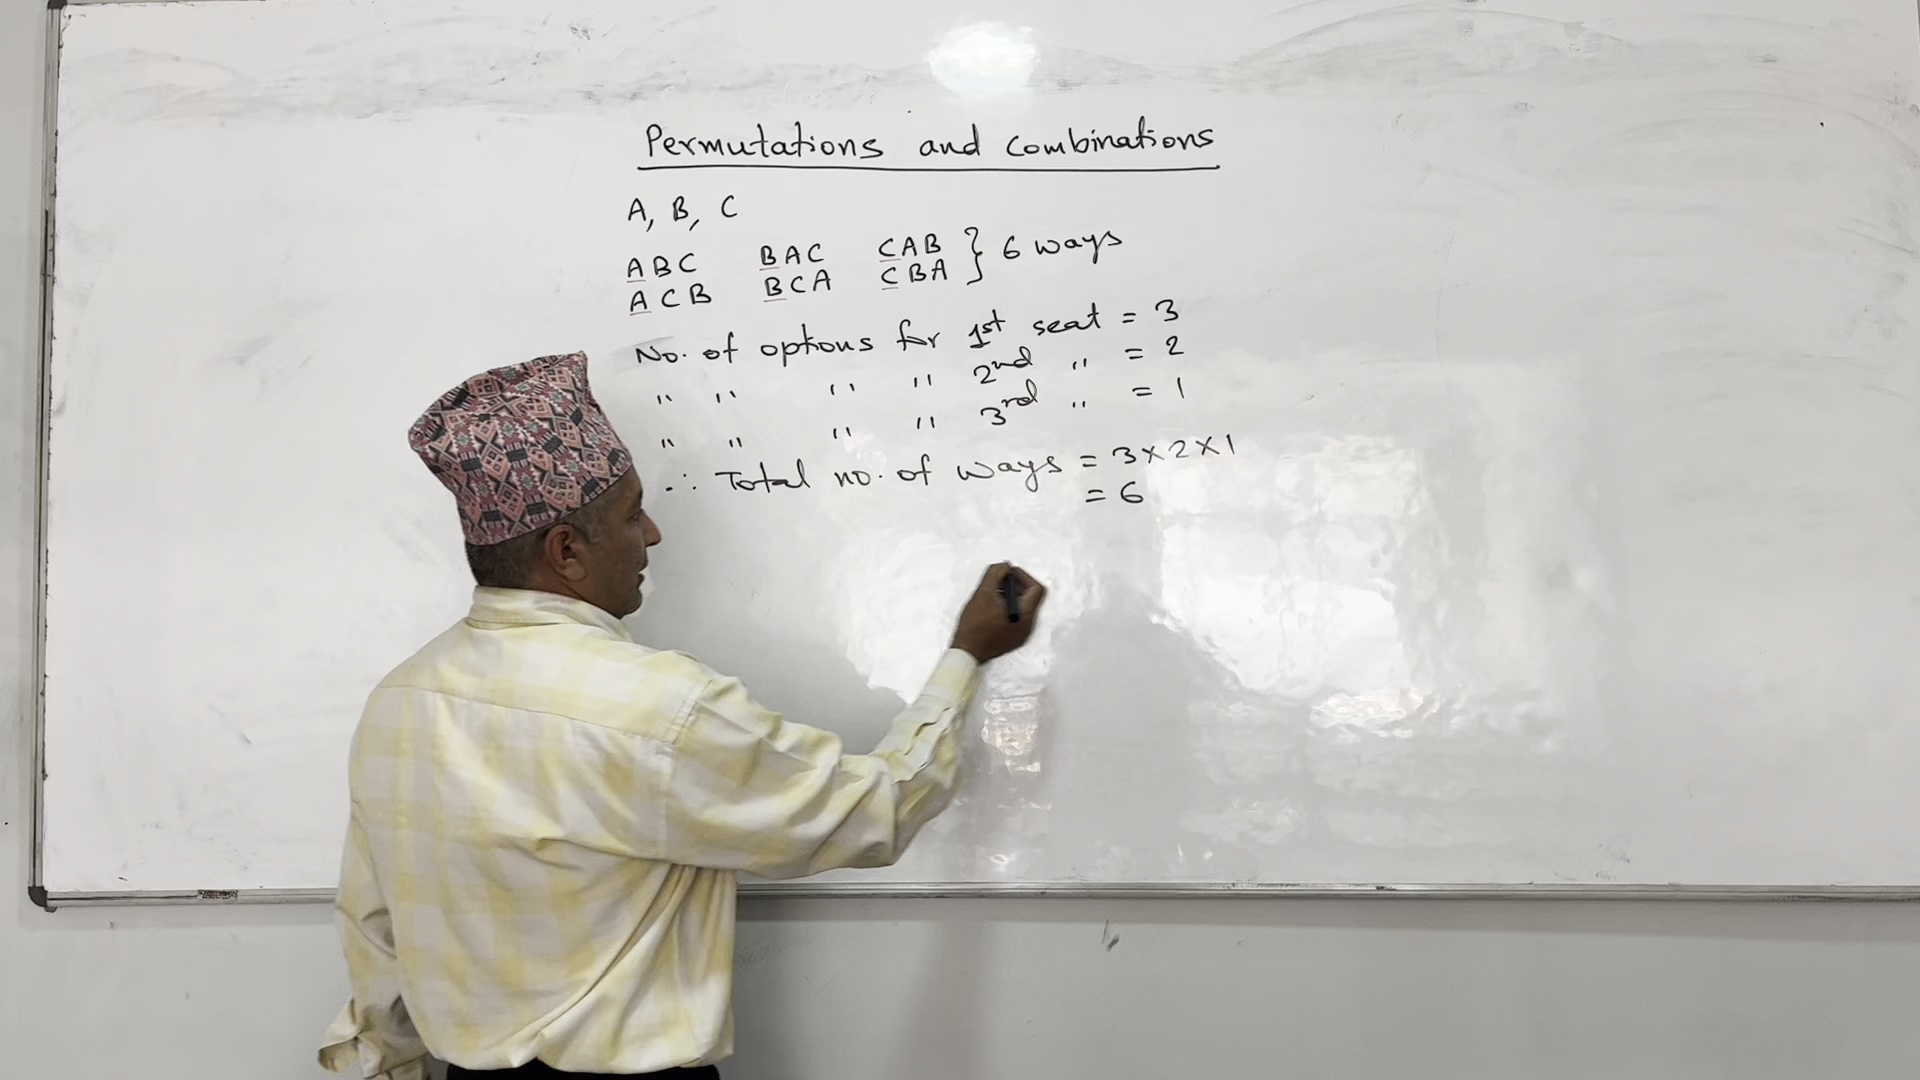 Permutations and combinations
A, B, C
ABC BAC CAB } 6 ways
ACB BCA CBA
No. of options for 1st seat = 3
" " " " 2nd " = 2
" " " " 3rd " = 1
∴ Total no. of ways = 3×2×1
= 6